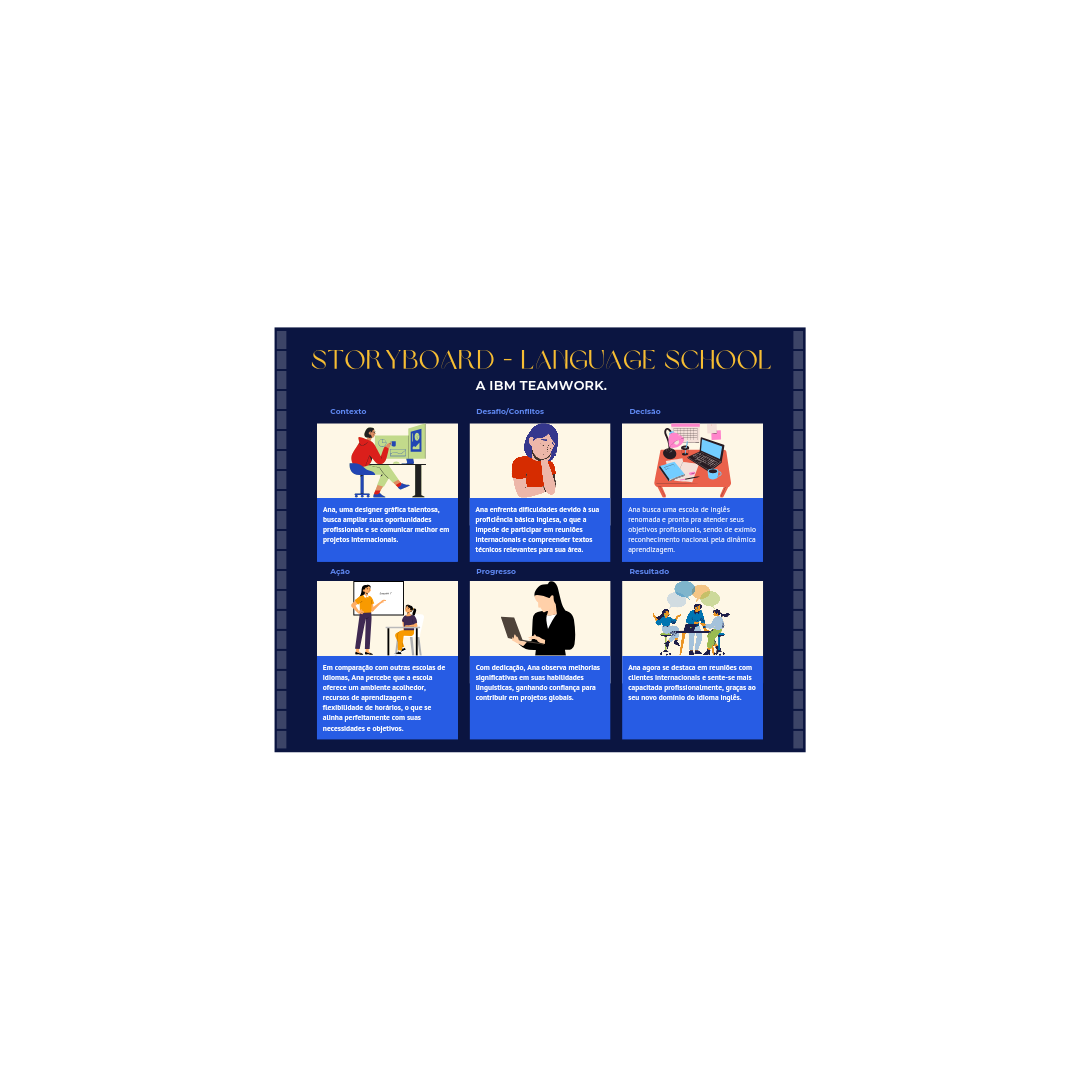 STORYBOARD - LANGUAGE SCHOOL
A IBM TEAMWORK.
Contexto
Ana, uma designer gráfica talentosa,
busca ampliar suas oportunidades
profissionais e se comunicar melhor em
projetos internacionais.
Desafio/Conflitos
Ana enfrenta dificuldades devido à sua
proficiência básica inglesa, o que a
impede de participar em reuniões
internacionais e compreender textos
técnicos relevantes para sua área.
Decisão
Ana busca uma escola de inglês
renomada e pronta pra atender seus
objetivos profissionais, sendo de exímio
reconhecimento nacional pela dinâmica
aprendizagem.
Ação
Em comparação com outras escolas de
idiomas, Ana percebe que a escola
oferece um ambiente acolhedor,
recursos de aprendizagem e
flexibilidade de horários, o que se
alinha perfeitamente com suas
necessidades e objetivos.
Progresso
Com dedicação, Ana observa melhorias
significativas em suas habilidades
linguísticas, ganhando confiança para
contribuir em projetos globais.
Resultado
Ana agora se destaca em reuniões com
clientes internacionais e sente-se mais
capacitada profissionalmente, graças ao
seu novo domínio do idioma inglês.